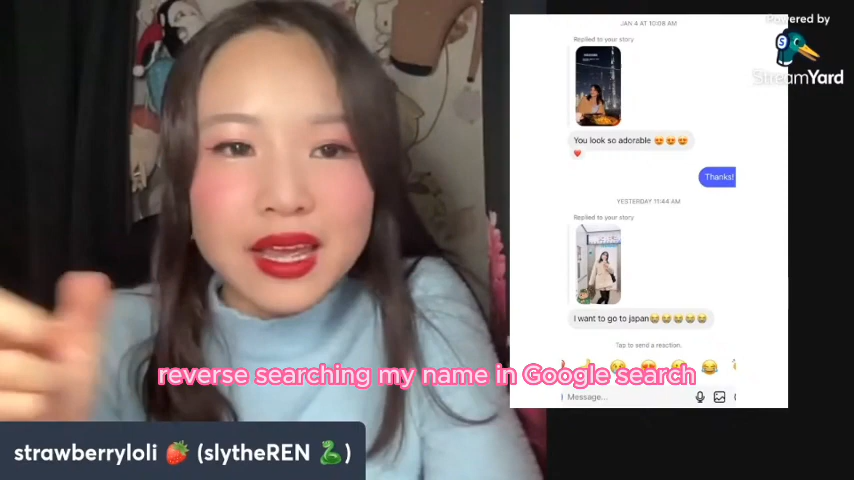 JAN 4 AT 10:08 AM
Replied to your story
You look so adorable 😍 😍 😍
❤️
Thanks!
YESTERDAY 11:44 AM
Replied to your story
I want to go to japan😭😭😭😭😭
Tap to send a reaction.
Message...
Powered by
StreamYard
reverse searching my name in Google search
strawberryloli 🍓 (slytheREN 🐍)